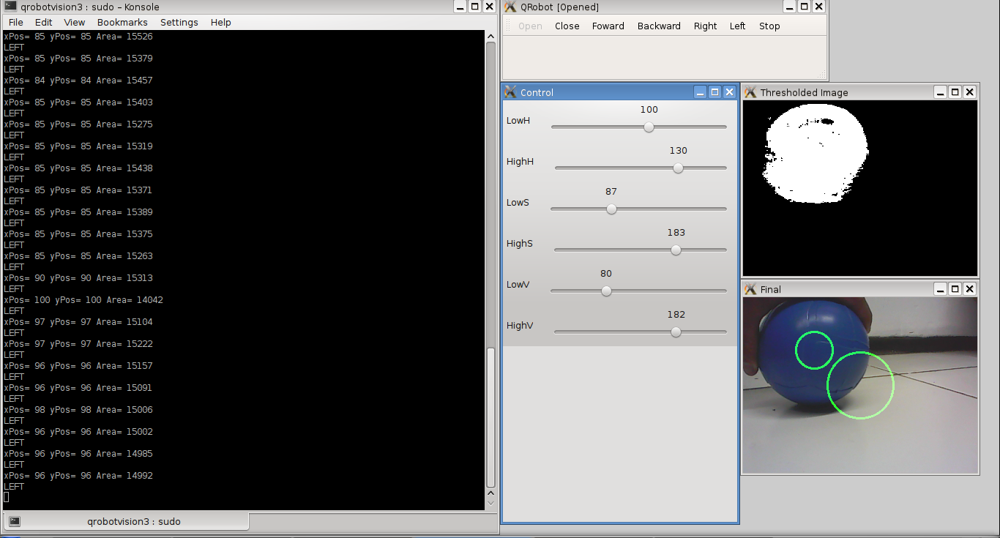 qrobotvision3 : sudo – Konsole
File Edit View Bookmarks Settings Help
xPos= 85 yPos= 85 Area= 15526
LEFT
xPos= 85 yPos= 85 Area= 15379
LEFT
xPos= 84 yPos= 84 Area= 15457
LEFT
xPos= 85 yPos= 85 Area= 15403
LEFT
xPos= 85 yPos= 85 Area= 15275
LEFT
xPos= 85 yPos= 85 Area= 15319
LEFT
xPos= 85 yPos= 85 Area= 15438
LEFT
xPos= 85 yPos= 85 Area= 15371
LEFT
xPos= 85 yPos= 85 Area= 15389
LEFT
xPos= 85 yPos= 85 Area= 15375
LEFT
xPos= 85 yPos= 85 Area= 15263
LEFT
xPos= 90 yPos= 90 Area= 15313
LEFT
xPos= 100 yPos= 100 Area= 14042
LEFT
xPos= 97 yPos= 97 Area= 15104
LEFT
xPos= 97 yPos= 97 Area= 15222
LEFT
xPos= 96 yPos= 96 Area= 15157
LEFT
xPos= 96 yPos= 96 Area= 15091
LEFT
xPos= 98 yPos= 98 Area= 15006
LEFT
xPos= 96 yPos= 96 Area= 15002
LEFT
xPos= 96 yPos= 96 Area= 14985
LEFT
xPos= 96 yPos= 96 Area= 14992
LEFT
qrobotvision3 : sudo
QRobot [Opened]
Open Close Foward Backward Right Left Stop
Control
100
LowH
130
HighH
87
LowS
183
HighS
80
LowV
182
HighV
Thresholded Image
Final